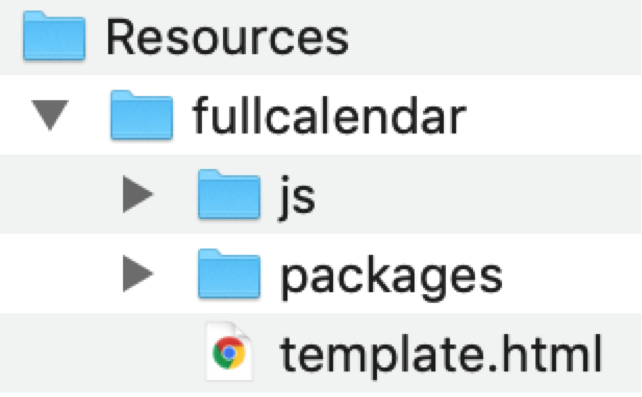 Resources
fullcalendar
js
packages
template.html